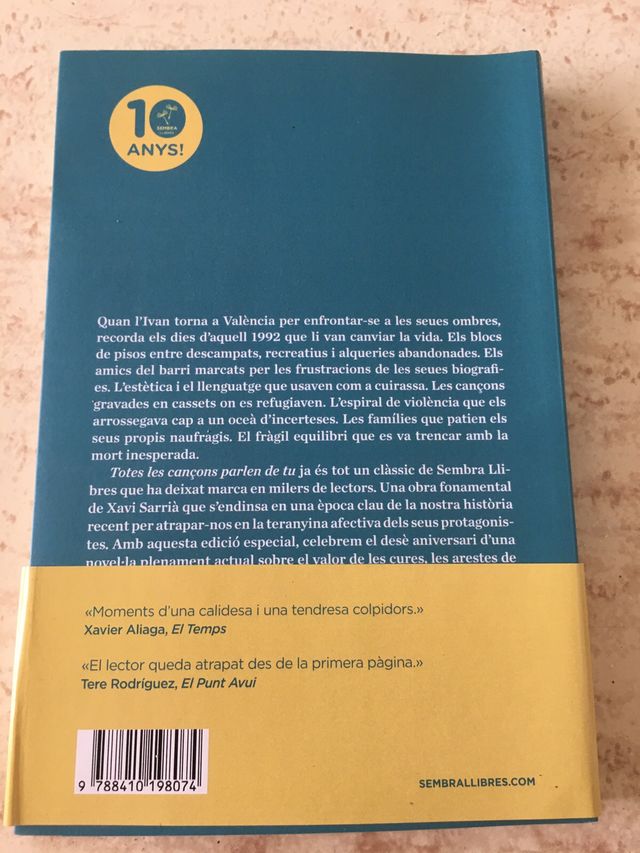 10
SEMBRA
LLIBRES
ANYS!
Quan l'Ivan torna a València per enfrontar-se a les seues ombres,
recorda els dies d'aquell 1992 que li van canviar la vida. Els blocs
de pisos entre descampats, recreatius i alqueries abandonades. Els
amics del barri marcats per les frustracions de les seues biografi-
es. L'estètica i el llenguatge que usaven com a cuirassa. Les cançons
gravades en cassets on es refugiaven. L'espiral de violència que els
arrossegava cap a un oceà d'incerteses. Les famílies que patien els
seus propis naufragis. El fràgil equilibri que es va trencar amb la
mort inesperada.
Totes les cançons parlen de tu ja és tot un clàssic de Sembra Lli-
bres que ha deixat marca en milers de lectors. Una obra fonamental
de Xavi Sarrià que s'endinsa en una època clau de la nostra història
recent per atrapar-nos en la teranyina afectiva dels seus protagonis-
tes. Amb aquesta edició especial, celebrem el desè aniversari d'una
novel·la plenament actual sobre el valor de les cures, les arestes de
«Moments d'una calidesa i una tendresa colpidors.»
Xavier Aliaga, El Temps
«El lector queda atrapat des de la primera pàgina.»
Tere Rodríguez, El Punt Avui
9 788410 198074
SEMBRALLIBRES.COM